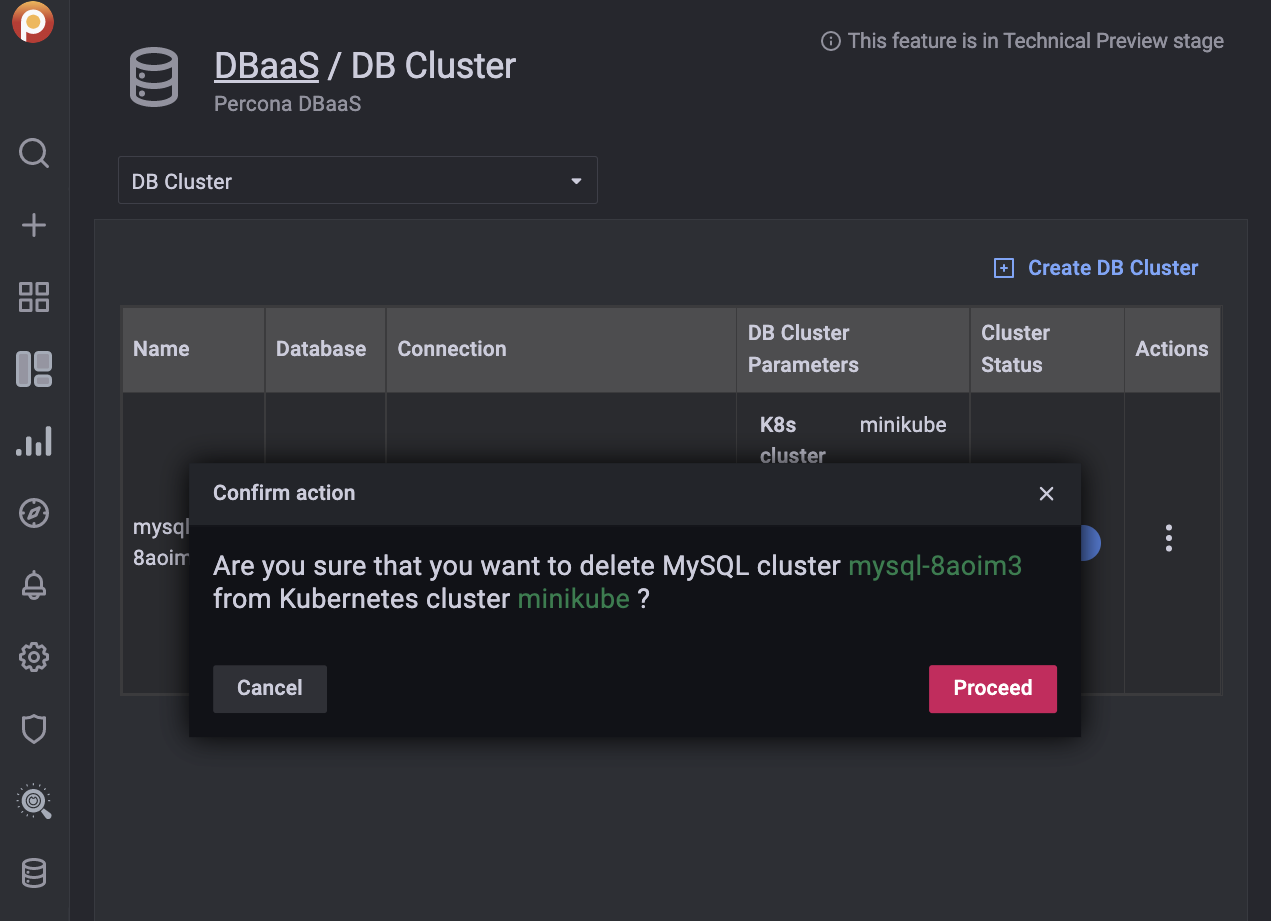 This feature is in Technical Preview stage
DBaaS / DB Cluster
Percona DBaaS
DB Cluster
Create DB Cluster
Name
Database
Connection
DB Cluster
Parameters
Cluster
Status
Actions
K8s
cluster
minikube
mysql
8aoim
Confirm action
Are you sure that you want to delete MySQL cluster mysql-8aoim3
from Kubernetes cluster minikube ?
Cancel
Proceed